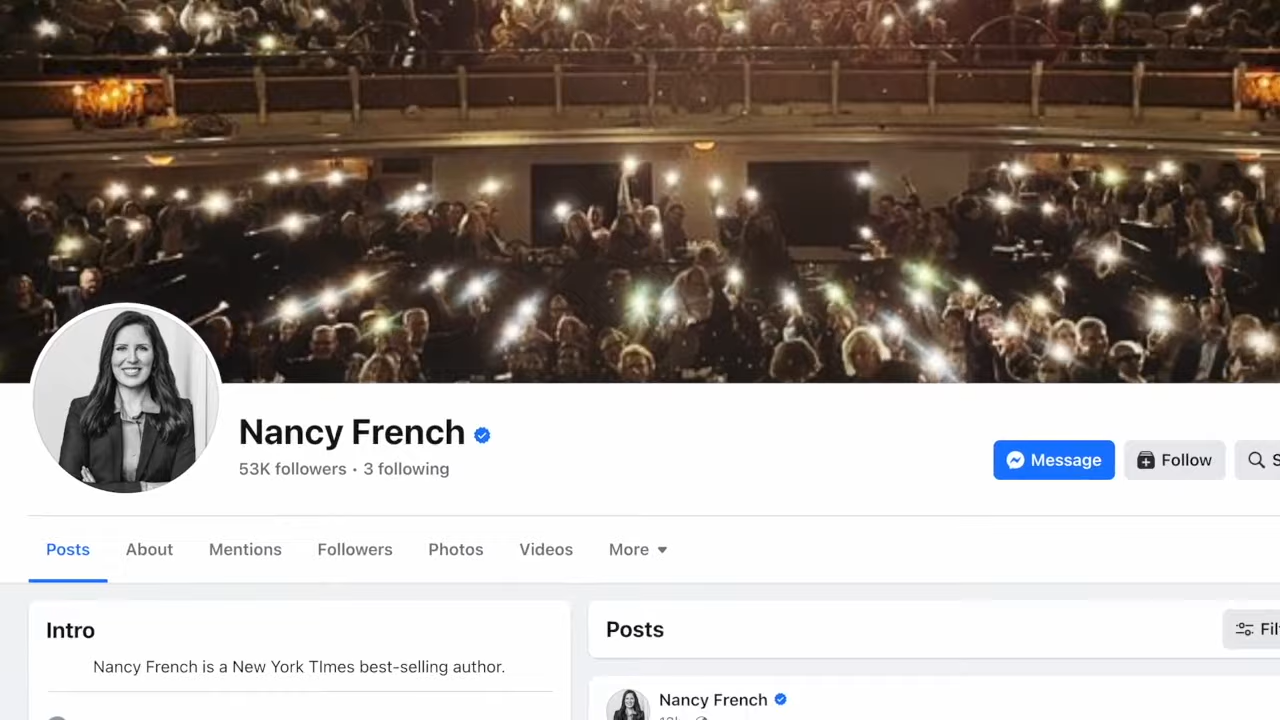 Nancy French
53K followers · 3 following
Message
Follow
Posts
About
Mentions
Followers
Photos
Videos
More
Intro
Nancy French is a New York TImes best-selling author.
Posts
Nancy French